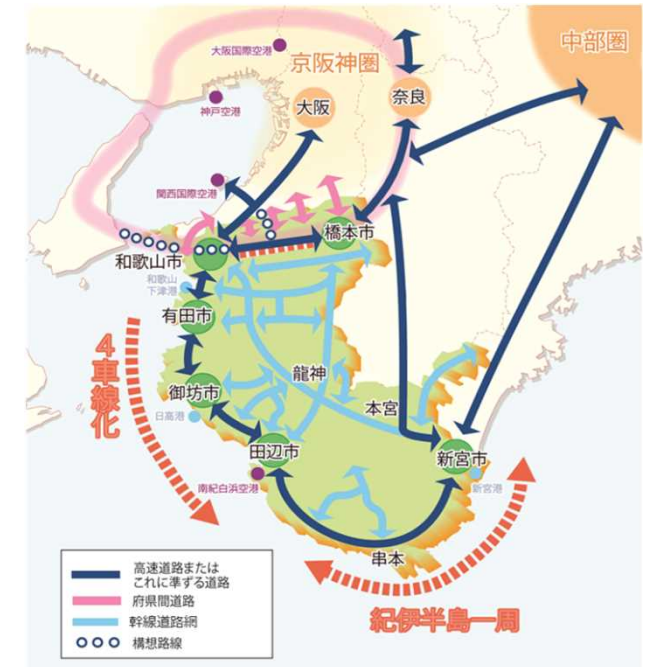 中部圏
大阪国際空港
京阪神圏
神戸空港
大阪
奈良
関西国際空港
橋本市
和歌山市
和歌山
下津港
有田市
4車線化
龍神
御坊市
本宮
日高港
田辺市
新宮市
南紀白浜空港
新宮港
串本
紀伊半島一周
高速道路または
これに準ずる道路
府県間道路
幹線道路網
構想路線